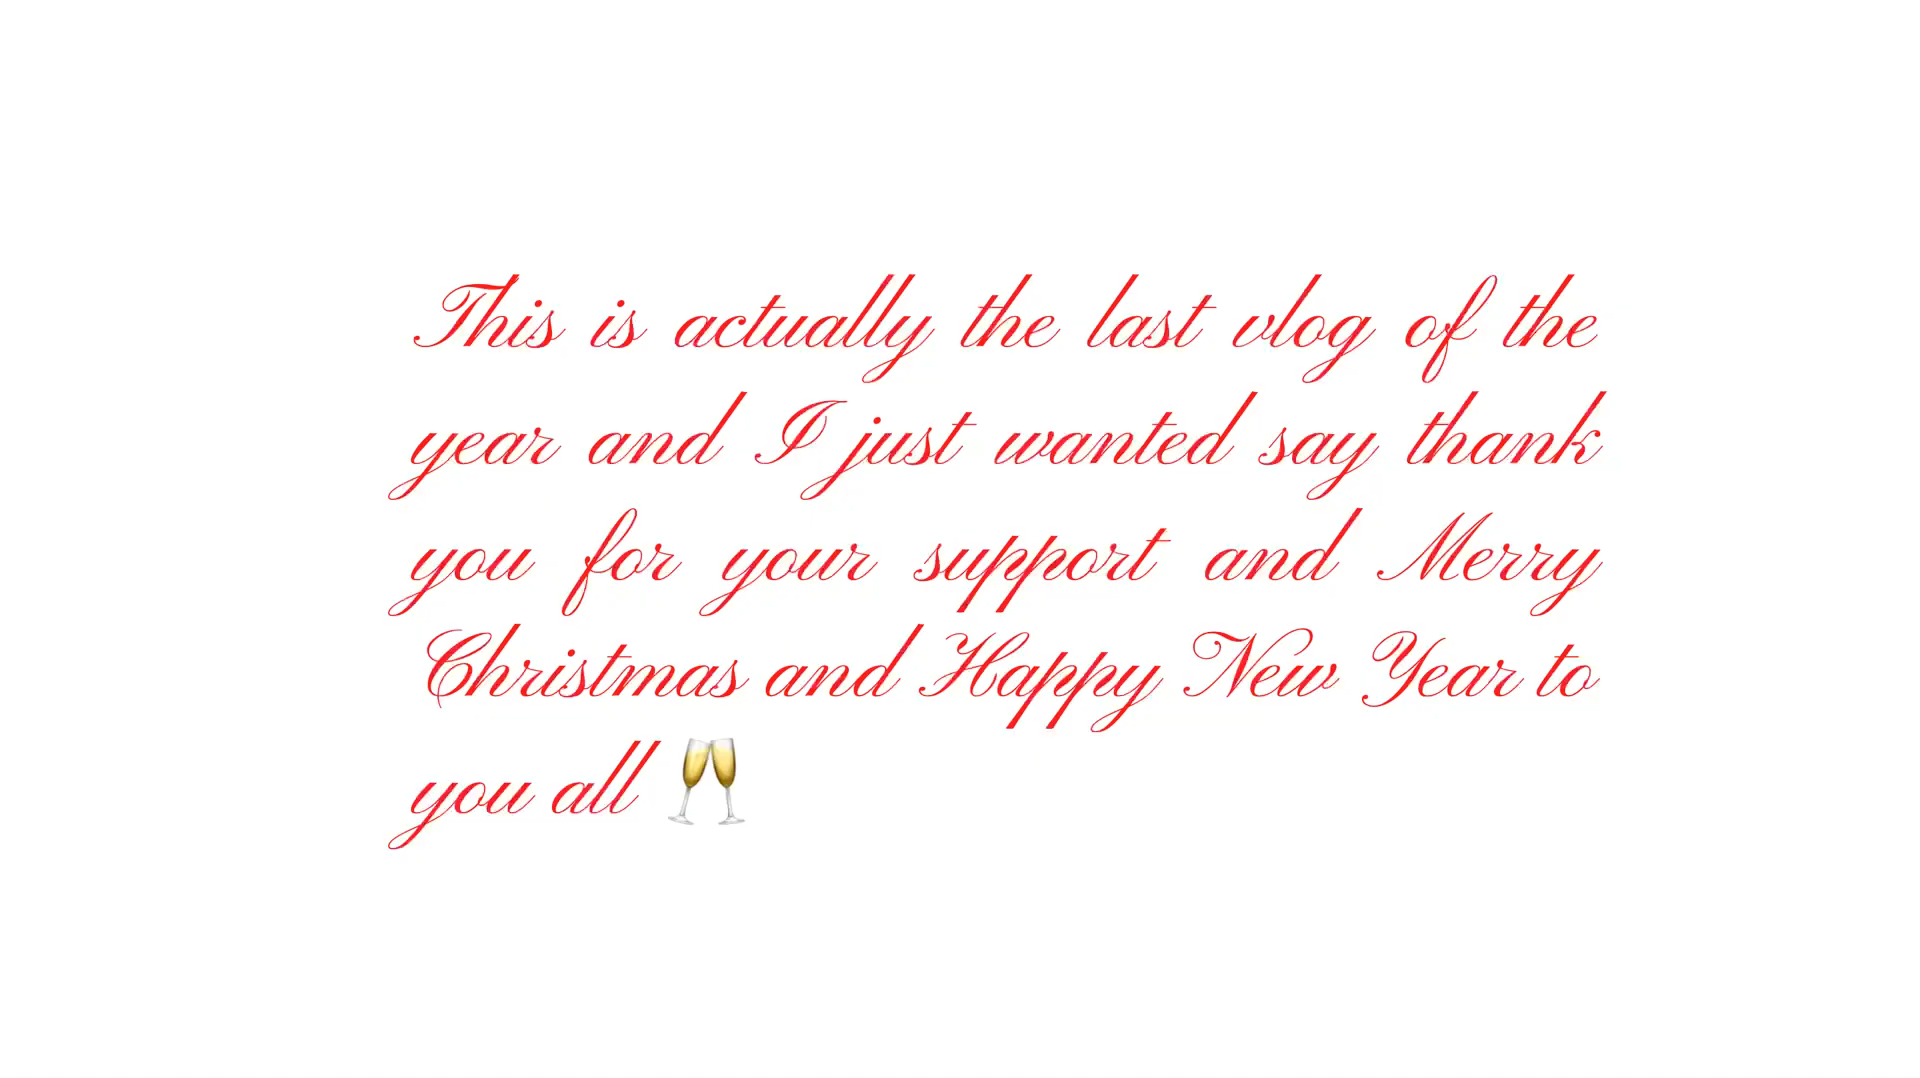 This is actually the last vlog of the
year and I just wanted say thank
you for your support and Merry
Christmas and Happy New Year to
you all 🥂